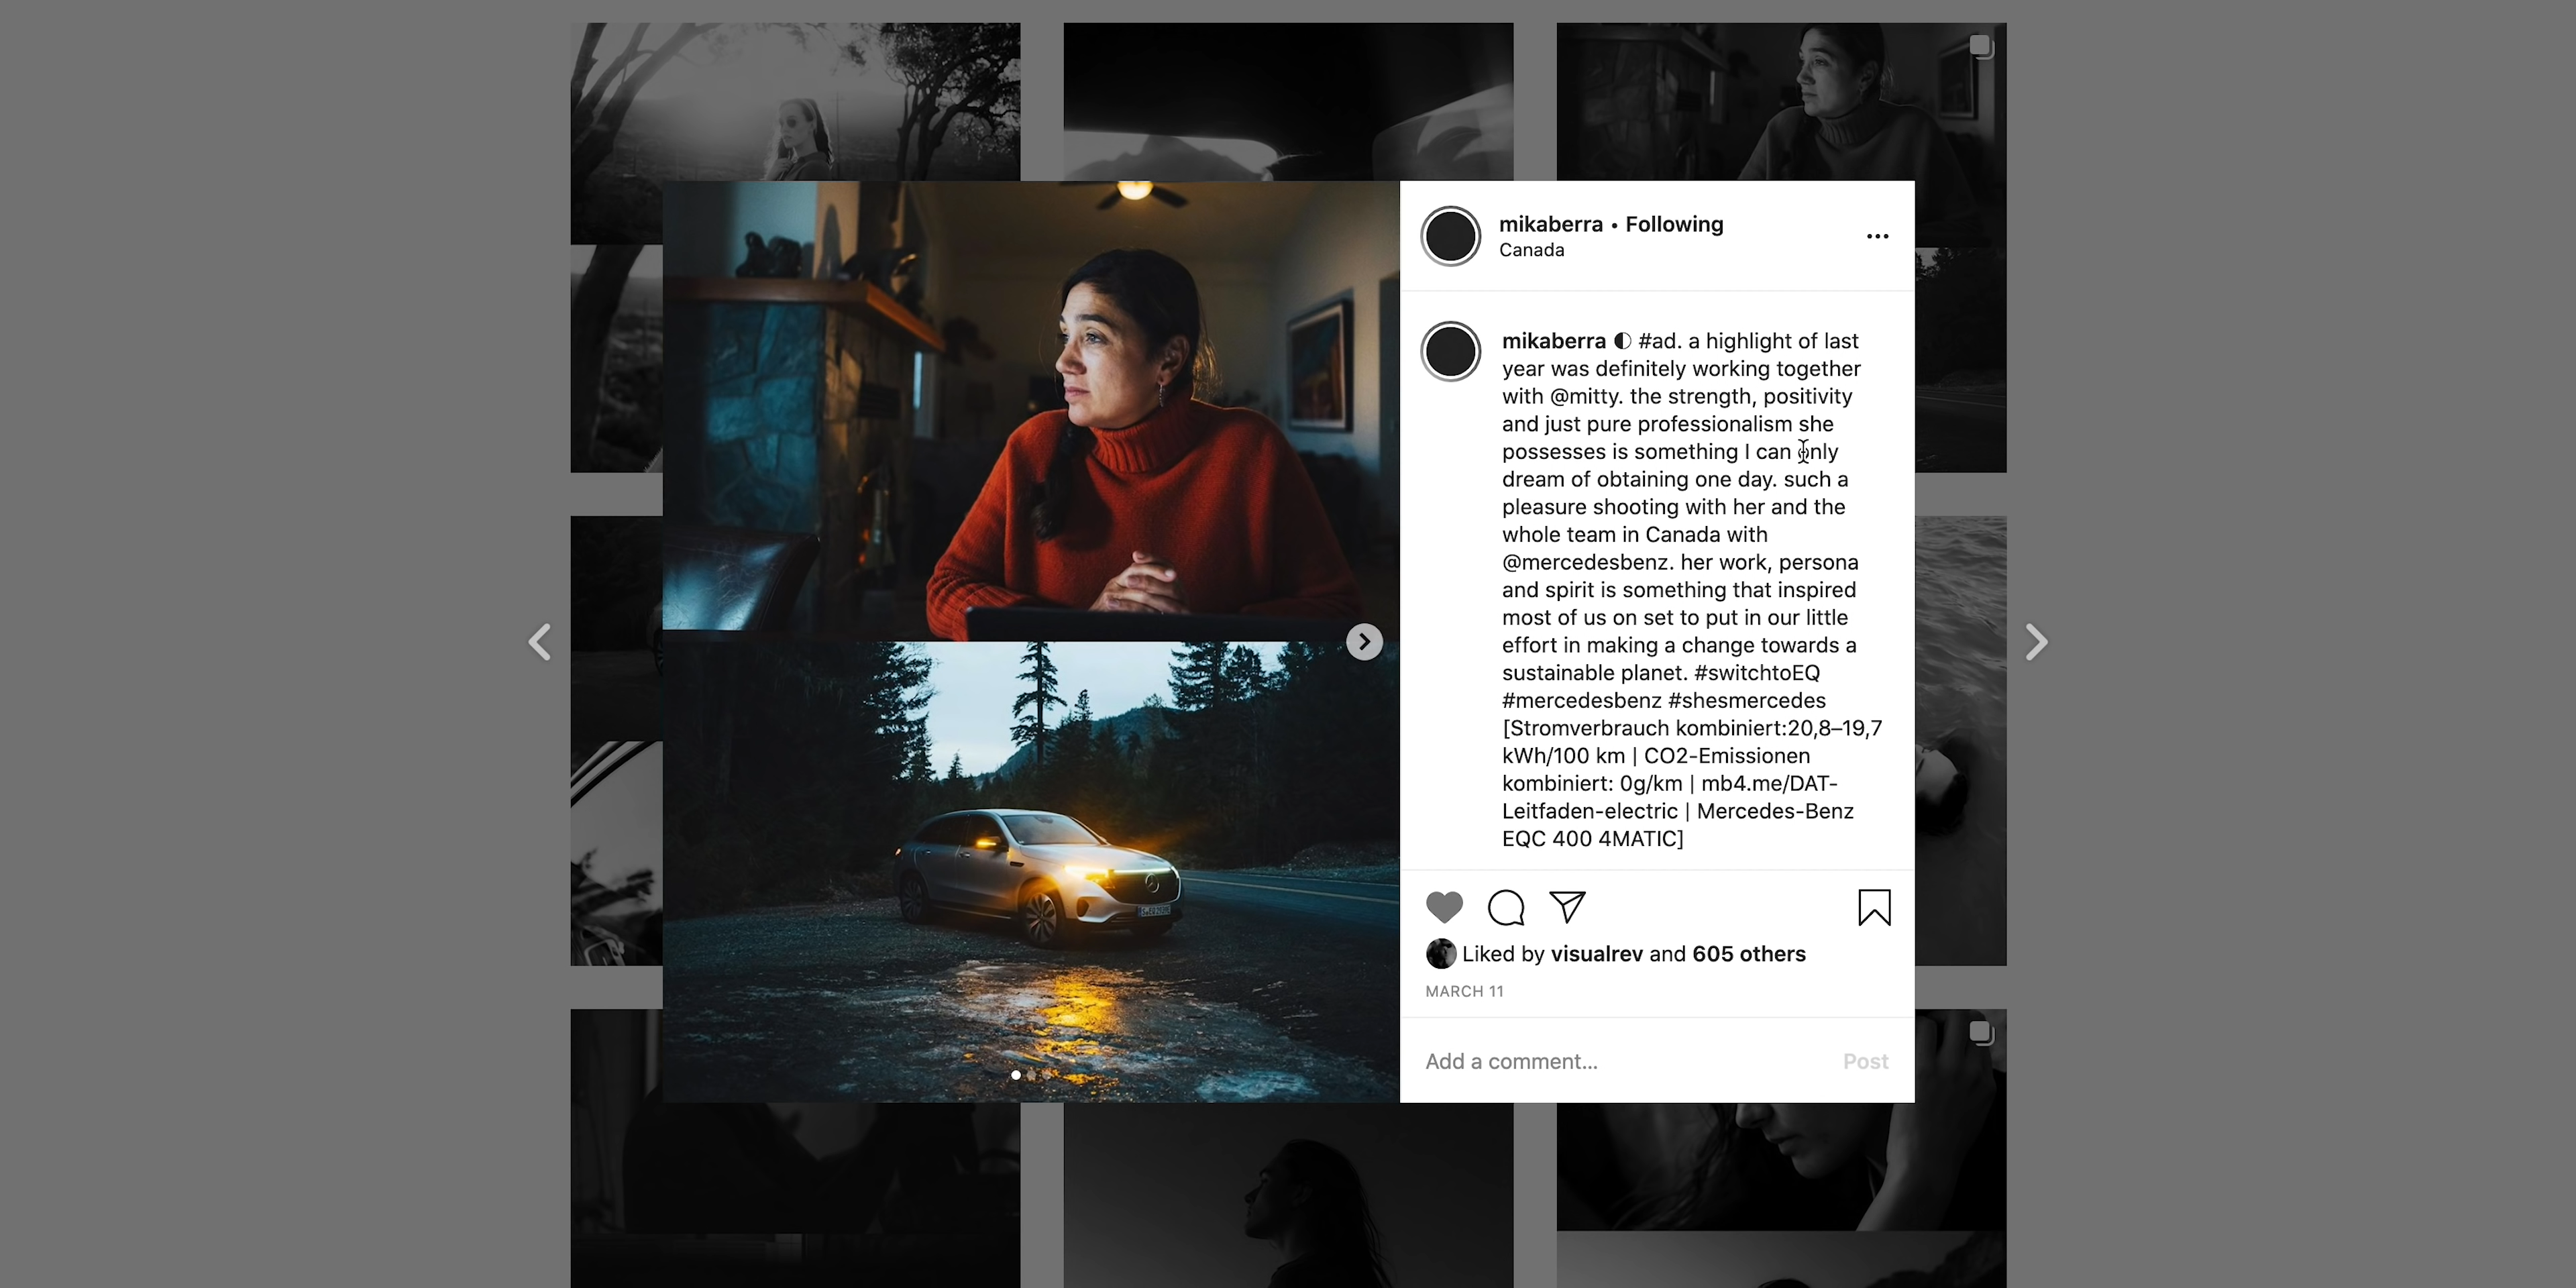 mikaberra • Following
Canada
mikaberra 🌓 #ad. a highlight of last
year was definitely working together
with @mitty. the strength, positivity
and just pure professionalism she
possesses is something I can only
dream of obtaining one day. such a
pleasure shooting with her and the
whole team in Canada with
@mercedesbenz. her work, persona
and spirit is something that inspired
most of us on set to put in our little
effort in making a change towards a
sustainable planet. #switchtoEQ
#mercedesbenz #shesmercedes
[Stromverbrauch kombiniert:20,8–19,7
kWh/100 km | CO2-Emissionen
kombiniert: 0g/km | mb4.me/DAT-
Leitfaden-electric | Mercedes-Benz
EQC 400 4MATIC]
Liked by visualrev and 605 others
MARCH 11
Add a comment...
Post